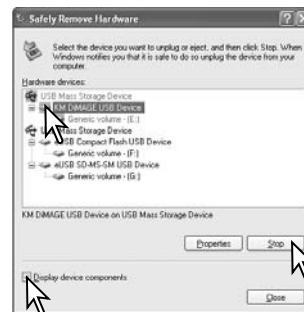 Safely Remove Hardware
Select the device you want to unplug or eject, and then click Stop. When
Windows notifies you that it is safe to do so unplug the device from your
computer.
Hardware devices:
USB Mass Storage Device
KM DiMAGE USB Device
Generic volume - (E:)
Mass Storage Device
USB Compact Flash USB Device
Generic volume - (F:)
eUSB SD-MS-SM USB Device
Generic volume - (G:)
KM DiMAGE USB Device on USB Mass Storage Device
Properties
Stop
Display device components
Close